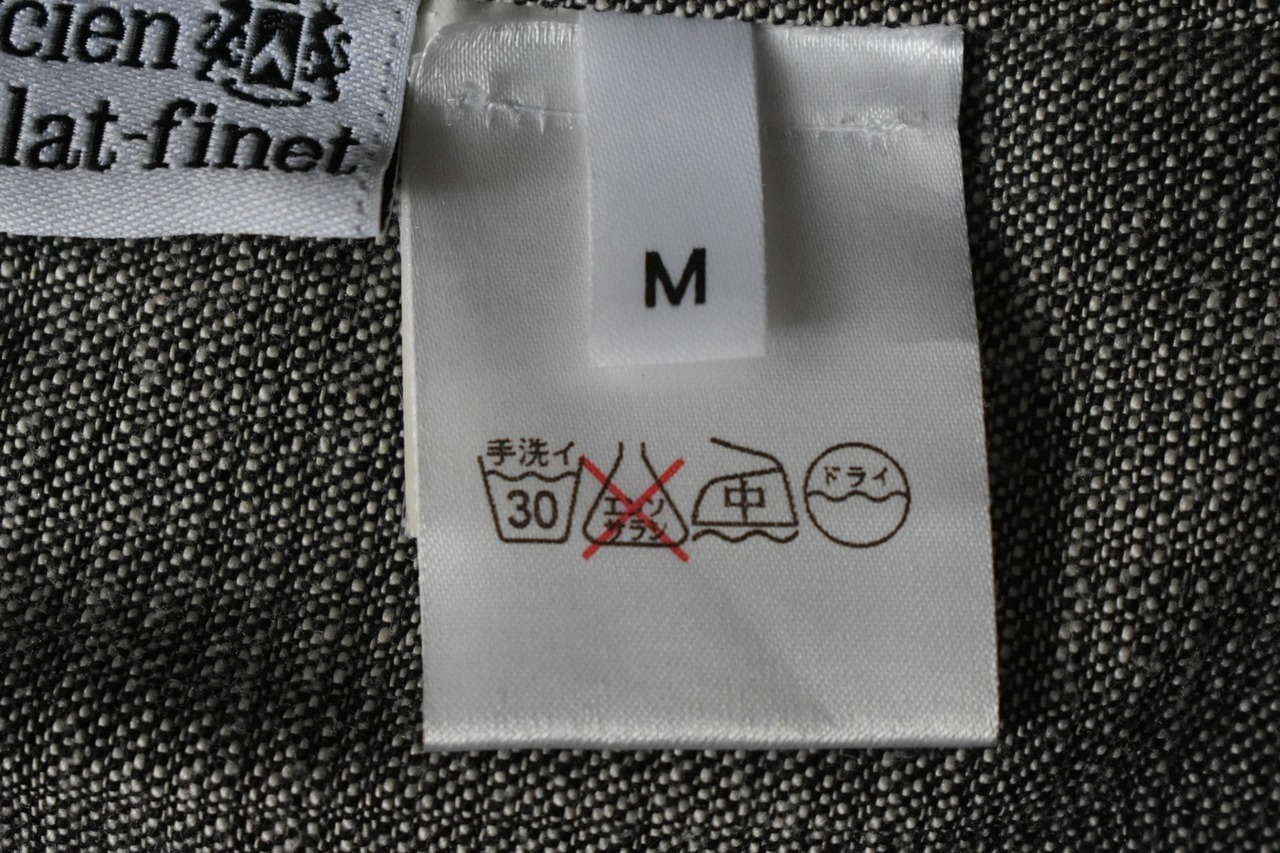 cien
lat-finet
M
手洗イ
30
エンソ
サラシ
中
ドライ